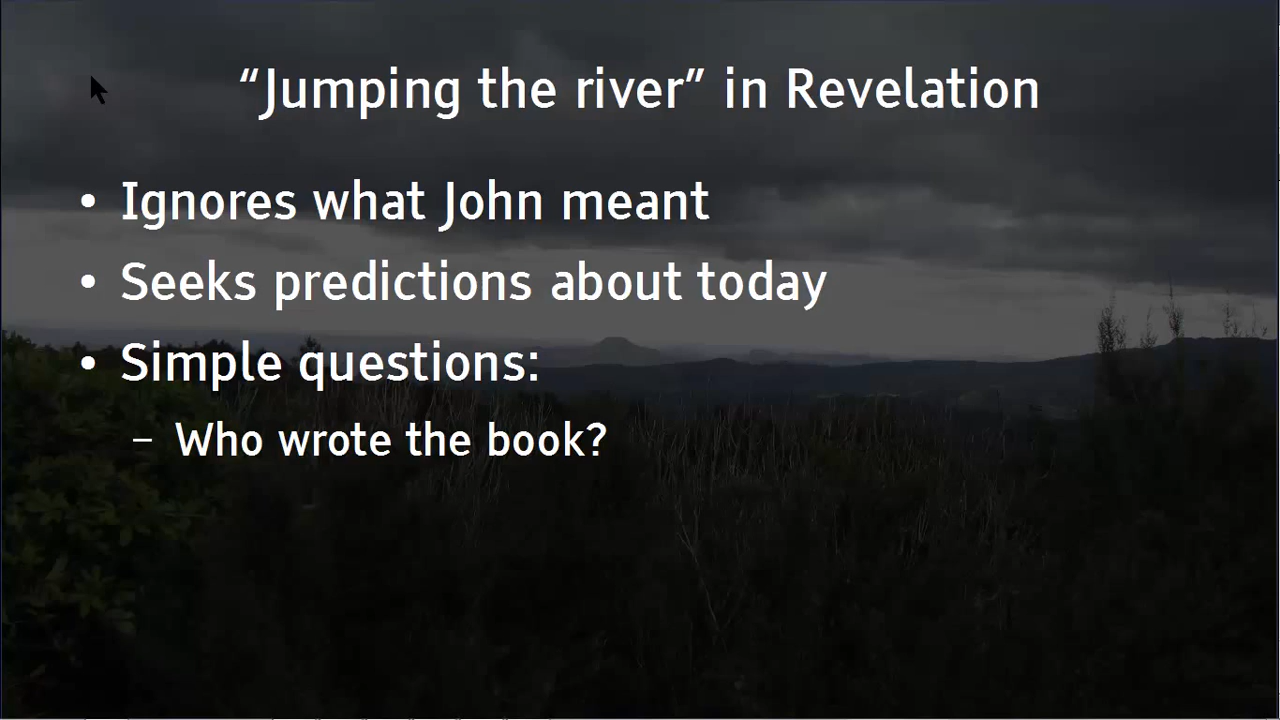 “Jumping the river” in Revelation
• Ignores what John meant
• Seeks predictions about today
• Simple questions:
– Who wrote the book?